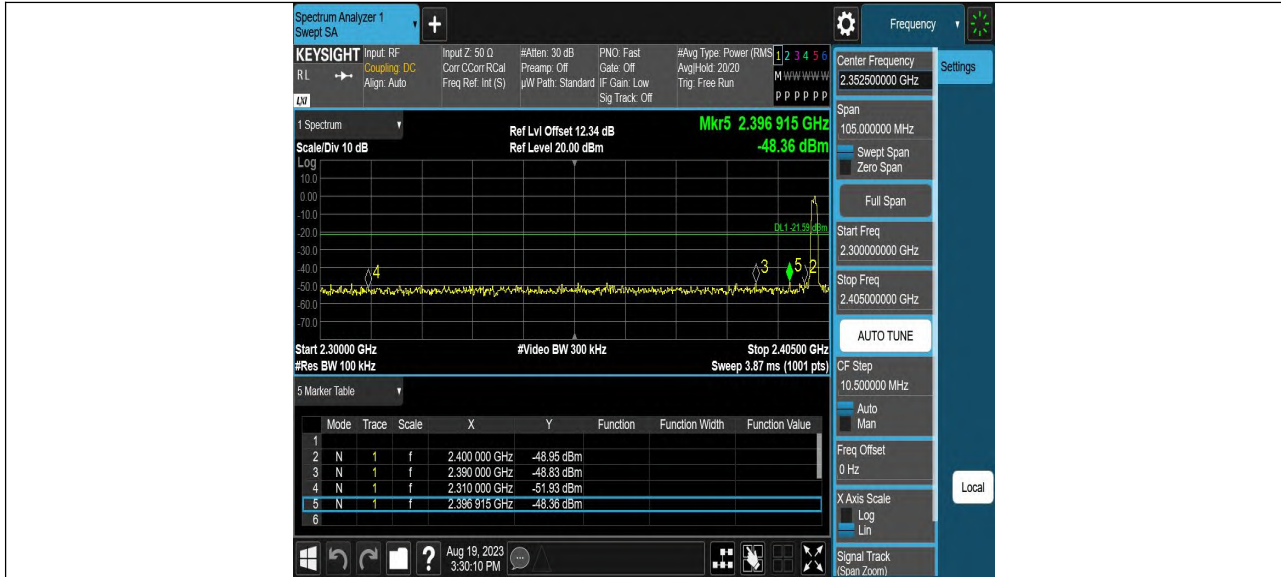 Spectrum Analyzer 1
Swept SA
+
Frequency
KEYSIGHT
RL
LXI
Input: RF
Coupling: DC
Align: Auto
Input Z: 50 Ω
Corr CCorr RCal
Freq Ref: Int (S)
#Atten: 30 dB
Preamp: Off
µW Path: Standard
PNO: Fast
Gate: Off
IF Gain: Low
Sig Track: Off
#Avg Type: Power (RMS
Avg|Hold: 20/20
Trig: Free Run
1 2 3 4 5 6
M W W W W W
P P P P P P
1 Spectrum
Scale/Div 10 dB
Ref Lvl Offset 12.34 dB
Ref Level 20.00 dBm
Mkr5 2.396 915 GHz
-48.36 dBm
Log
10.0
0.00
-10.0
-20.0
-30.0
-40.0
-50.0
-60.0
-70.0
DL1 -21.59 dBm
4
3
5
2
Start 2.30000 GHz
#Res BW 100 kHz
#Video BW 300 kHz
Stop 2.40500 GHz
Sweep 3.87 ms (1001 pts)
5 Marker Table
Mode Trace Scale X Y Function Function Width Function Value
1
2 N 1 f 2.400 000 GHz -48.95 dBm
3 N 1 f 2.390 000 GHz -48.83 dBm
4 N 1 f 2.310 000 GHz -51.93 dBm
5 N 1 f 2.396 915 GHz -48.36 dBm
6
?
Aug 19, 2023
3:30:10 PM
Center Frequency
2.352500000 GHz
Settings
Span
105.000000 MHz
Swept Span
Zero Span
Full Span
Start Freq
2.300000000 GHz
Stop Freq
2.405000000 GHz
AUTO TUNE
CF Step
10.500000 MHz
Auto
Man
Freq Offset
0 Hz
Local
X Axis Scale
Log
Lin
Signal Track
(Span Zoom)